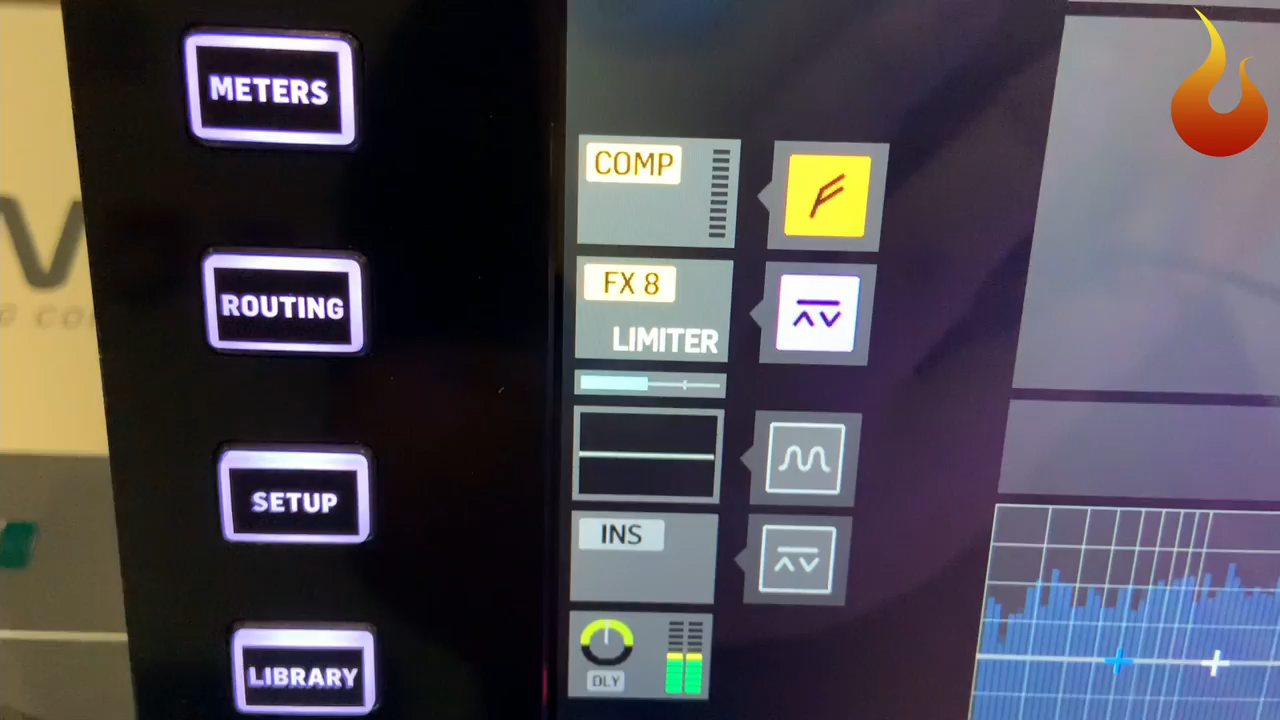 METERS
ROUTING
SETUP
LIBRARY
COMP
FX 8
LIMITER
INS
DLY